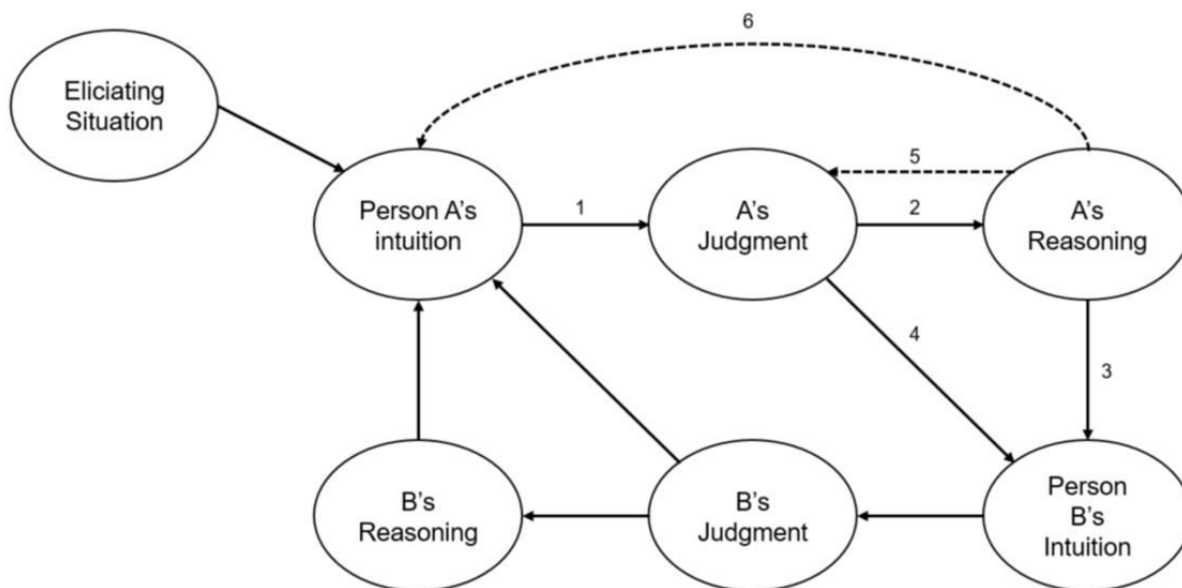 6
Eliciating
Situation
5
Person A's
intuition
1
A's
Judgment
2
A's
Reasoning
4
3
B's
Reasoning
B's
Judgment
Person
B's
Intuition